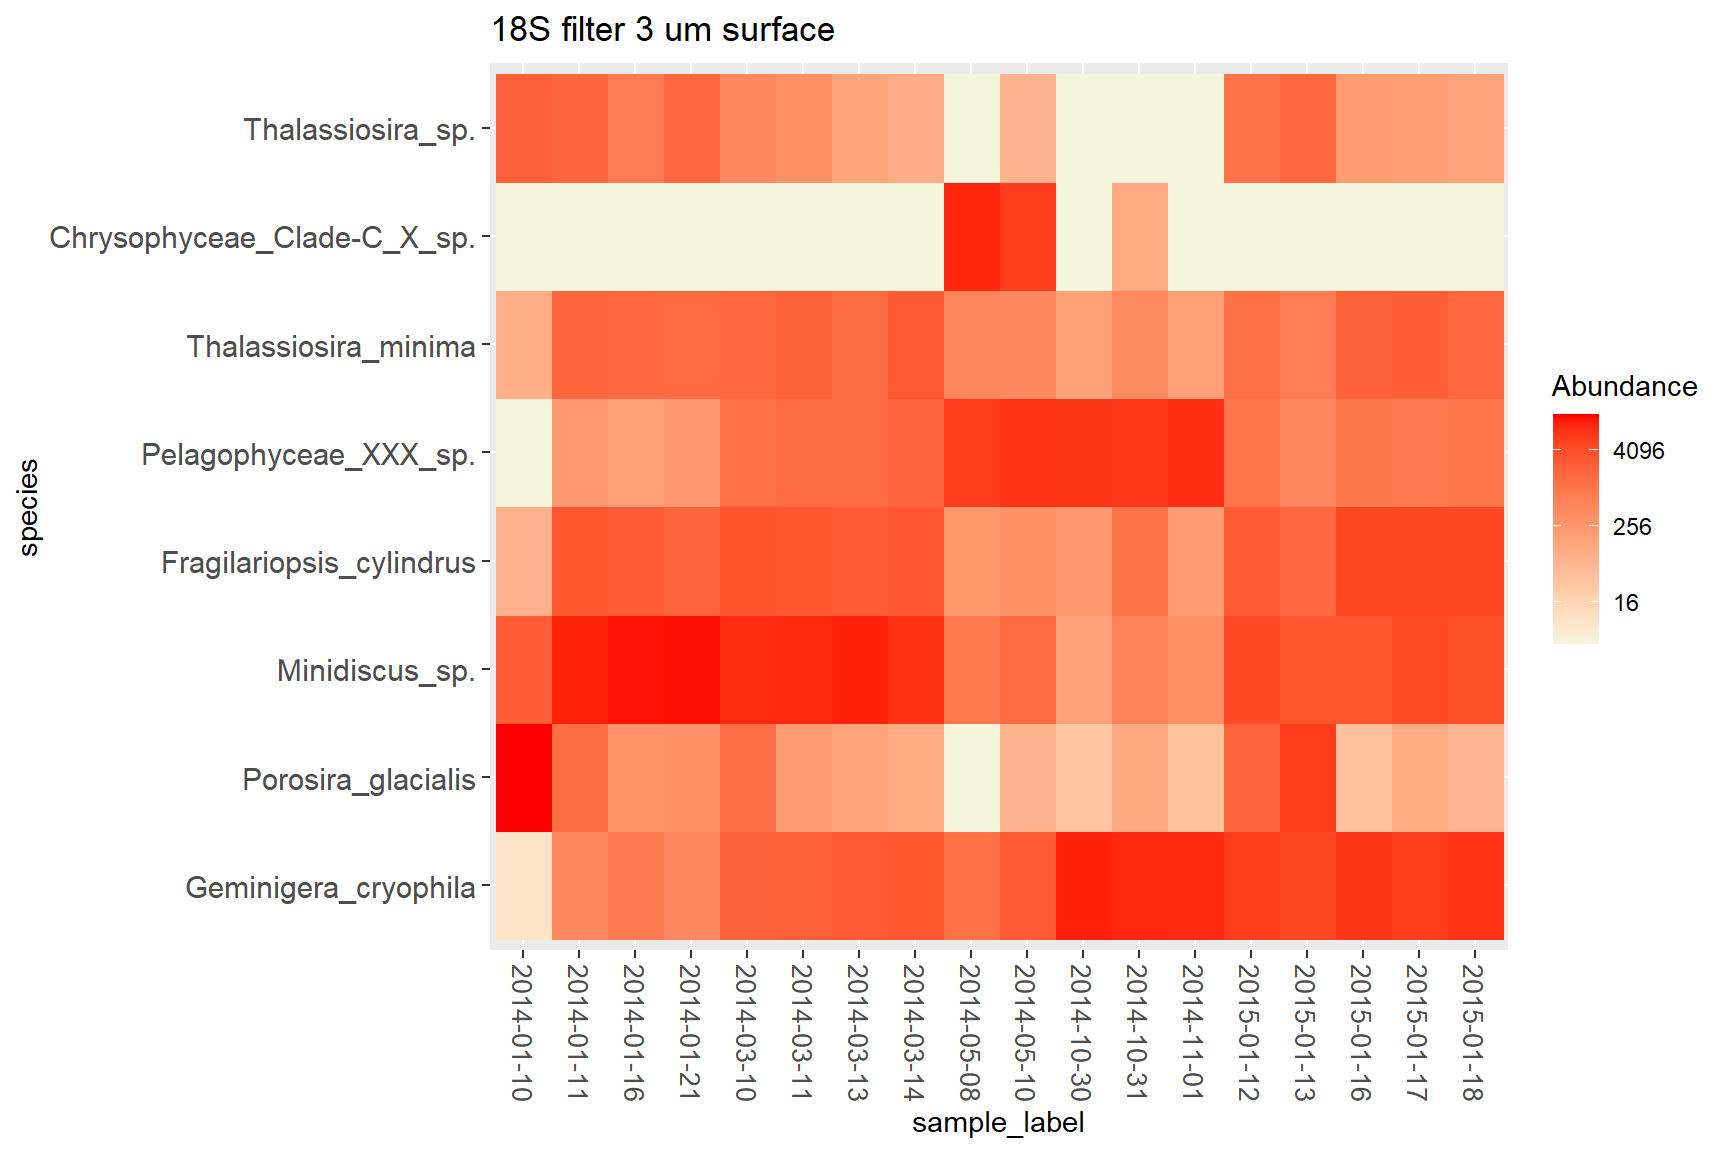 18S filter 3 um surface
species
Thalassiosira_sp.
Chrysophyceae_Clade-C_X_sp.
Thalassiosira_minima
Pelagophyceae_XXX_sp.
Fragilariopsis_cylindrus
Minidiscus_sp.
Porosira_glacialis
Geminigera_cryophila
2014-01-10
2014-01-11
2014-01-16
2014-01-21
2014-03-10
2014-03-11
2014-03-13
2014-03-14
2014-05-08
2014-05-10
2014-10-30
2014-10-31
2014-11-01
2015-01-12
2015-01-13
2015-01-16
2015-01-17
2015-01-18
sample_label
Abundance
4096
256
16